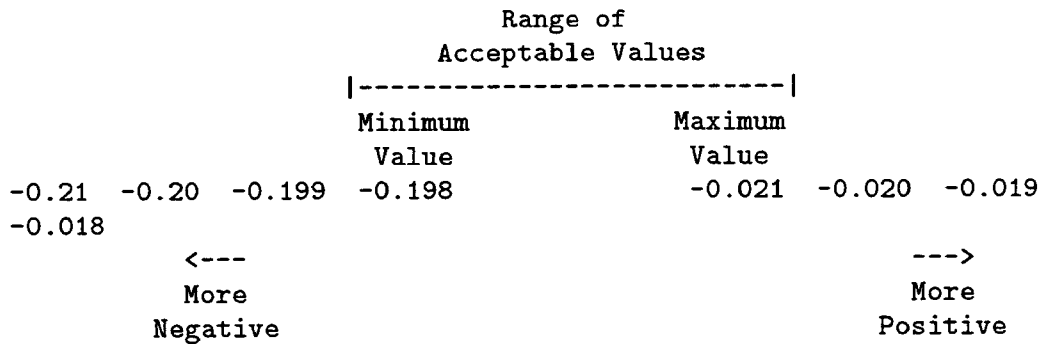 Range of
Acceptable Values
|---------------------------|
Minimum Maximum
Value Value
-0.21 -0.20 -0.199 -0.198 -0.021 -0.020 -0.019
-0.018
<--- --->
More More
Negative Positive